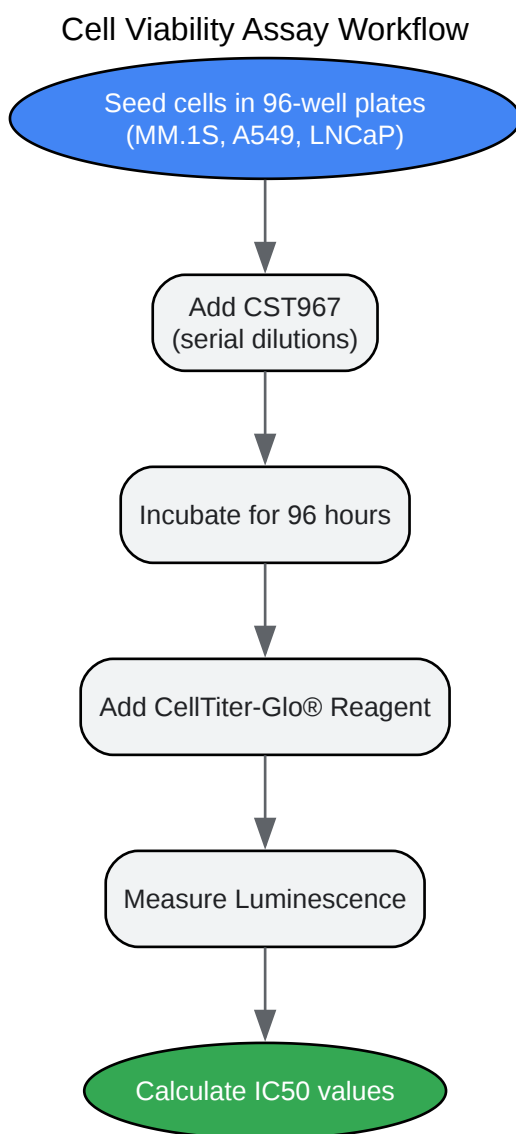 Cell Viability Assay Workflow
Seed cells in 96-well plates
(MM.1S, A549, LNCaP)
Add CST967
(serial dilutions)
Incubate for 96 hours
Add CellTiter-Glo® Reagent
Measure Luminescence
Calculate IC50 values